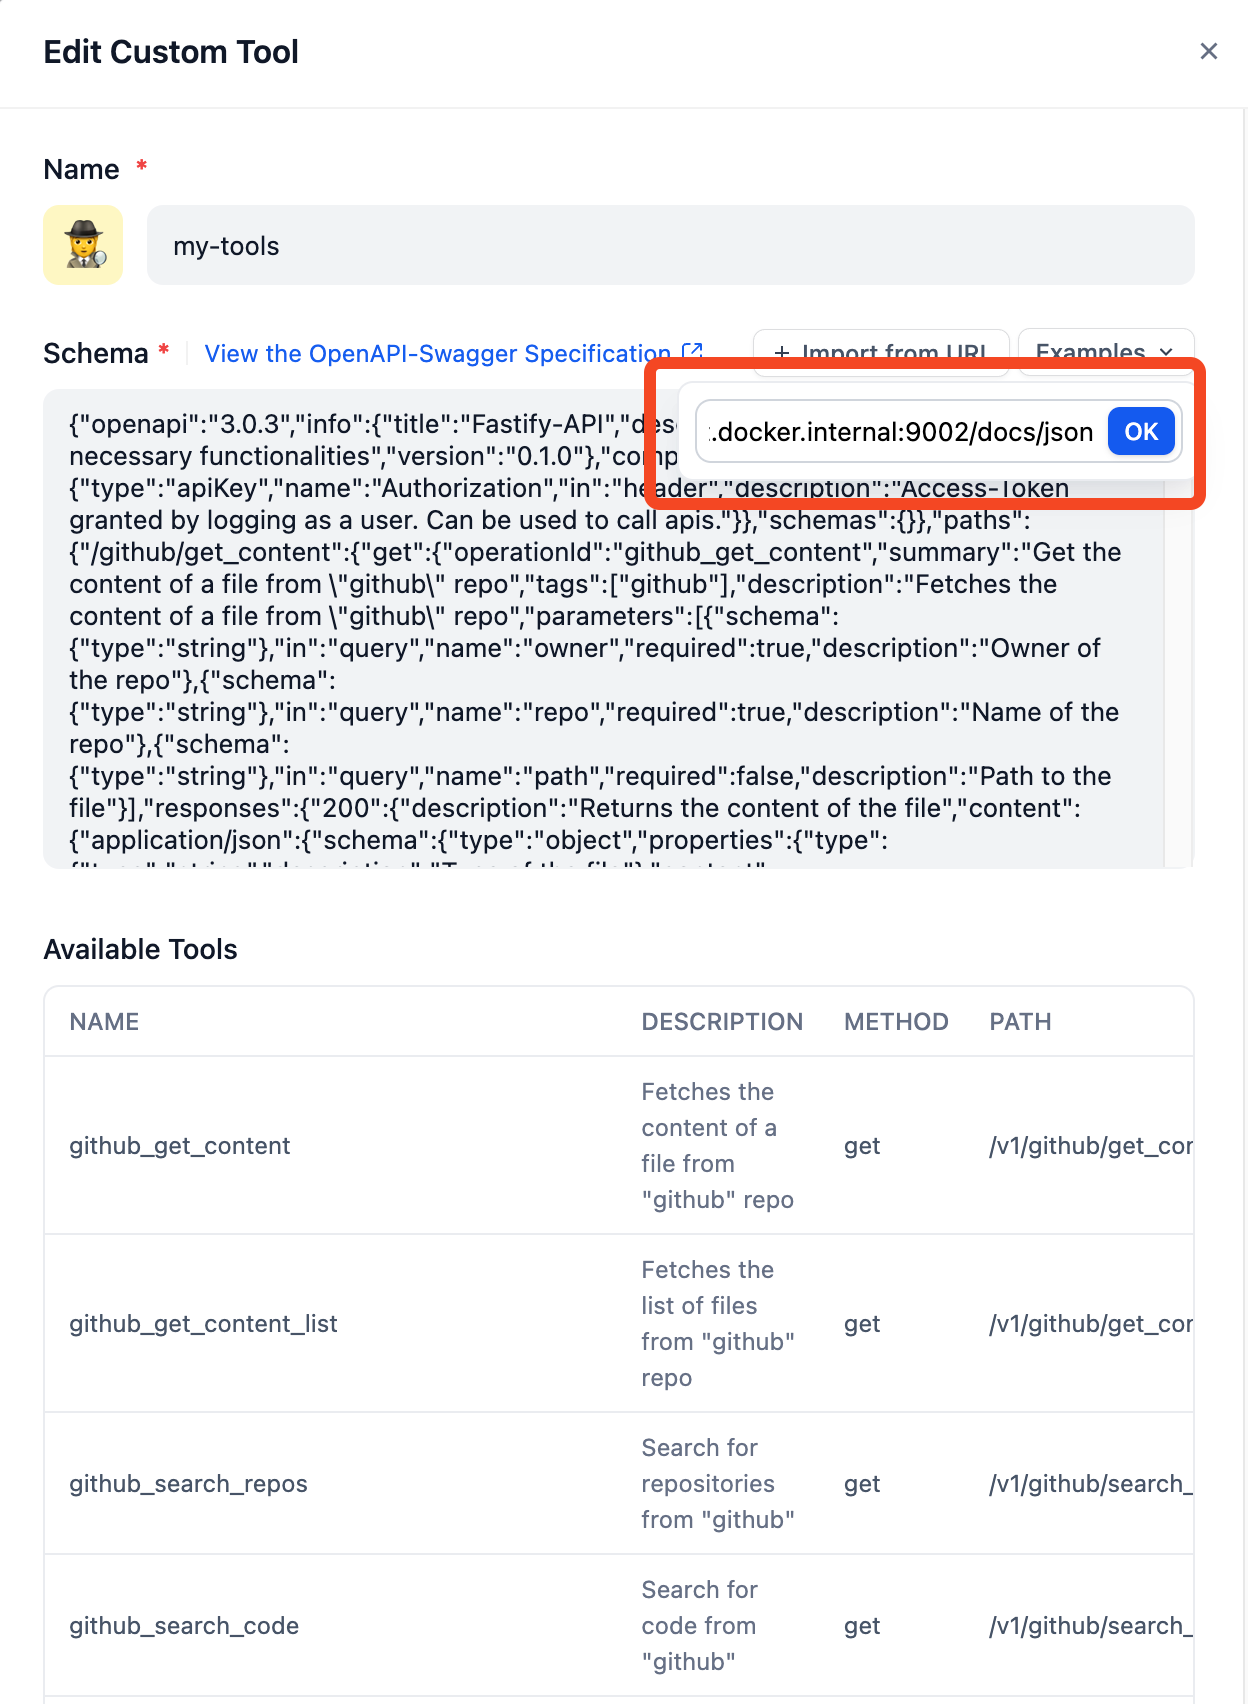 Edit Custom Tool
Name *
my-tools
Schema *
View the OpenAPI-Swagger Specification
+ Import from URL
Examples
.docker.internal:9002/docs/json
OK
{"openapi":"3.0.3","info":{"title":"Fastify-API","des
necessary functionalities","version":"0.1.0"},"comp
{"type":"apiKey","name":"Authorization","in":"header","description":"Access-Token
granted by logging as a user. Can be used to call apis."}},"schemas":{}},"paths":
{"/github/get_content":{"get":{"operationId":"github_get_content","summary":"Get the
content of a file from \"github\" repo","tags":["github"],"description":"Fetches the
content of a file from \"github\" repo","parameters":[{"schema":
{"type":"string"},"in":"query","name":"owner","required":true,"description":"Owner of
the repo"},{"schema":
{"type":"string"},"in":"query","name":"repo","required":true,"description":"Name of the
repo"},{"schema":
{"type":"string"},"in":"query","name":"path","required":false,"description":"Path to the
file"}],"responses":{"200":{"description":"Returns the content of the file","content":
{"application/json":{"schema":{"type":"object","properties":{"type":
{"type":"string","description":"Type of the file"},"content":
Available Tools
NAME DESCRIPTION METHOD PATH
Fetches the
content of a
file from
"github" repo
github_get_content
get
/v1/github/get_cor
Fetches the
list of files
from "github"
repo
github_get_content_list
get
/v1/github/get_cor
Search for
repositories
from "github"
github_search_repos
get
/v1/github/search_
Search for
code from
"github"
github_search_code
get
/v1/github/search_